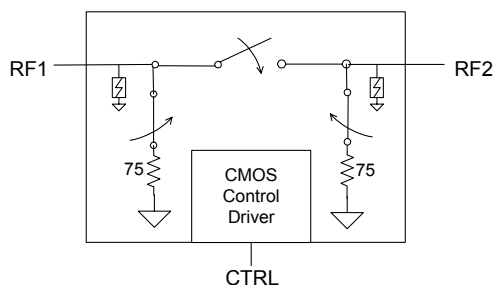 RF1
RF2
75
75
CMOS
Control
Driver
CTRL